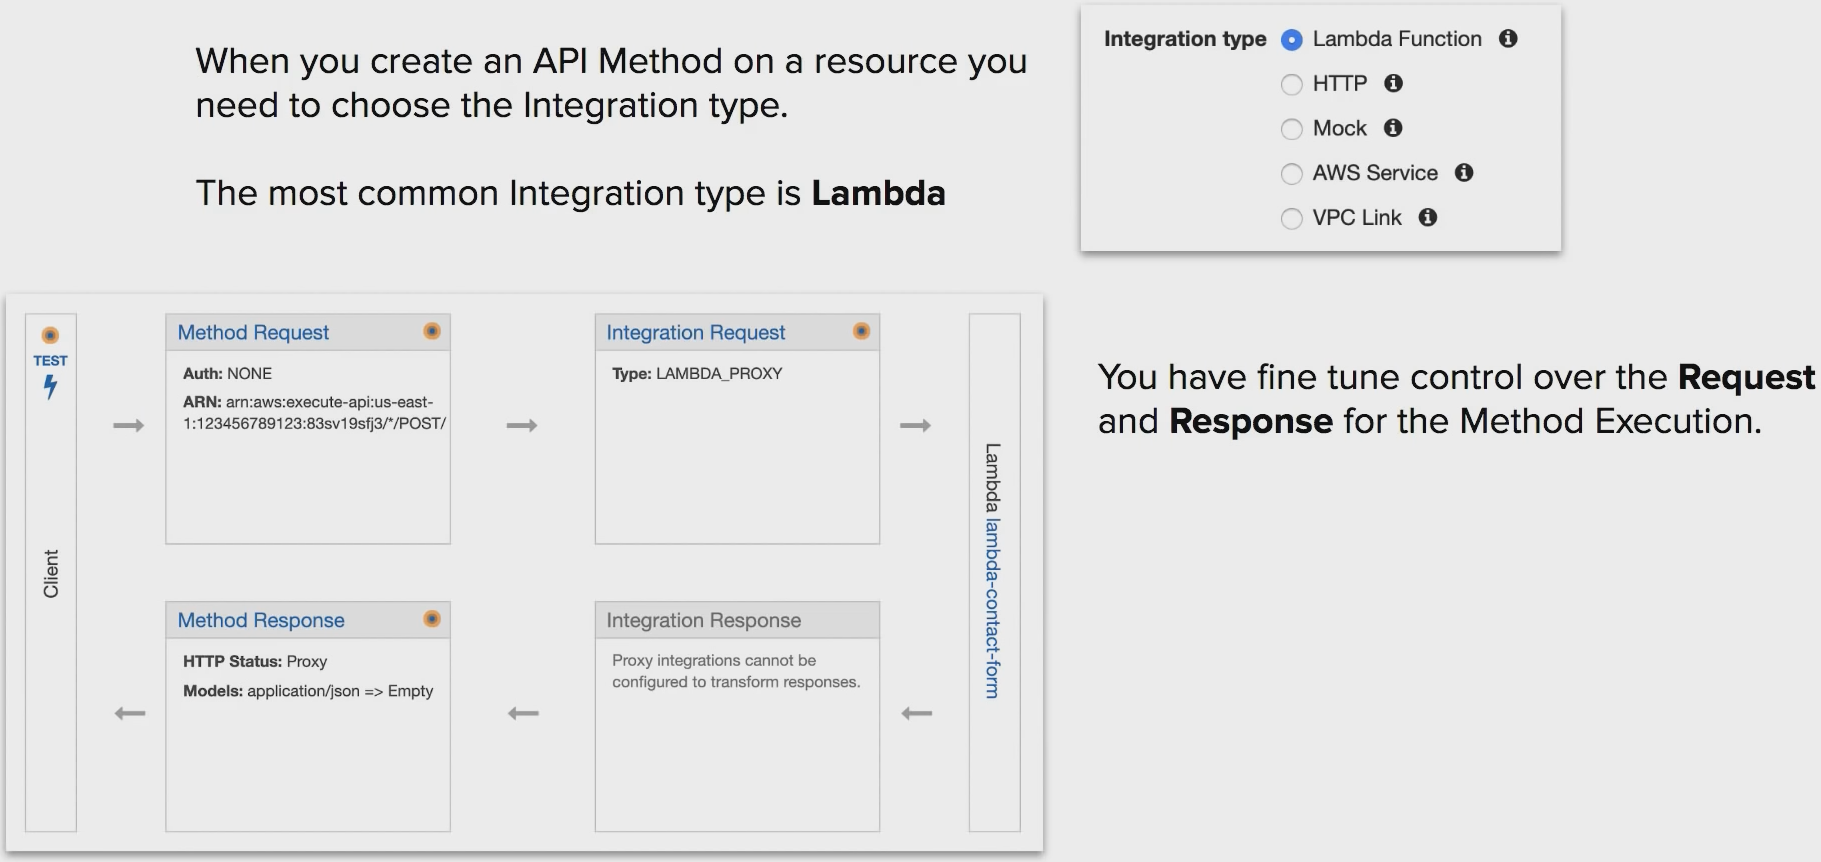 When you create an API Method on a resource you
need to choose the Integration type.
The most common Integration type is Lambda
Integration type
Lambda Function
HTTP
Mock
AWS Service
VPC Link
TEST
Client
Method Request
Auth: NONE
ARN: arn:aws:execute-api:us-east-
1:123456789123:83sv19sfj3/*/POST/
Integration Request
Type: LAMBDA_PROXY
Lambda lambda-contact-form
Method Response
HTTP Status: Proxy
Models: application/json => Empty
Integration Response
Proxy integrations cannot be
configured to transform responses.
You have fine tune control over the Request
and Response for the Method Execution.